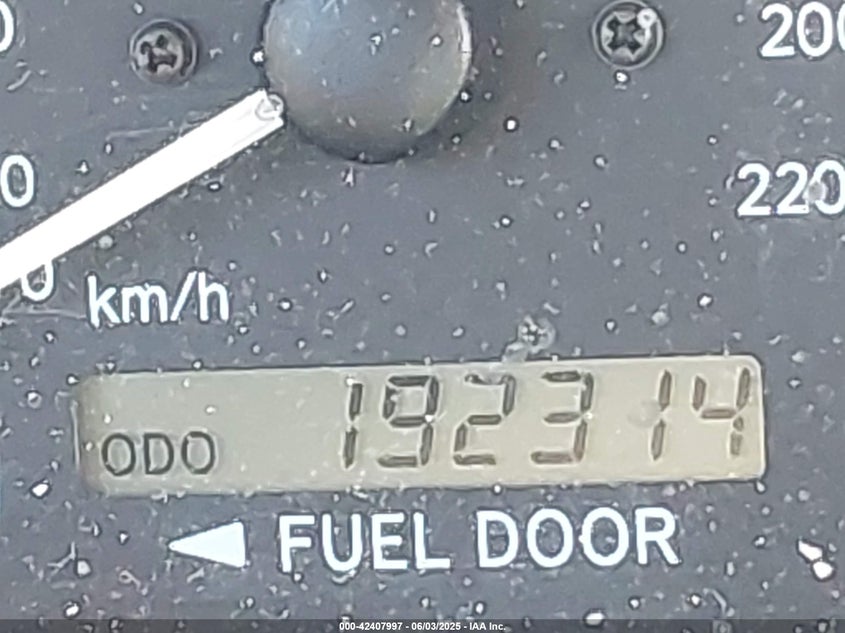 200
220
0
km/h
ODO 192314
FUEL DOOR
000-42407997 - 06/03/2025 - IAA Inc.